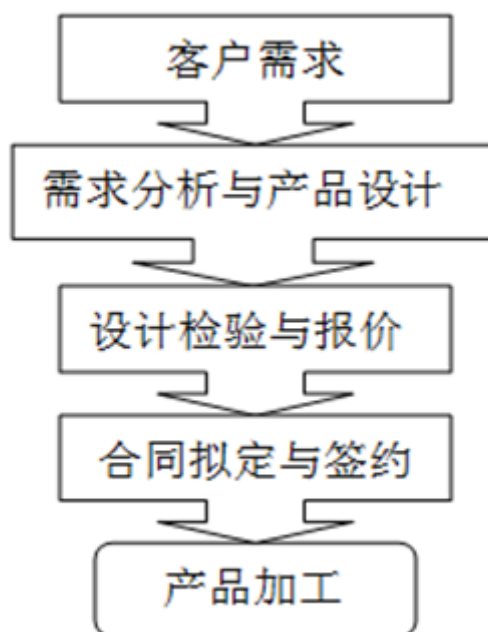 客户需求
需求分析与产品设计
设计检验与报价
合同拟定与签约
产品加工